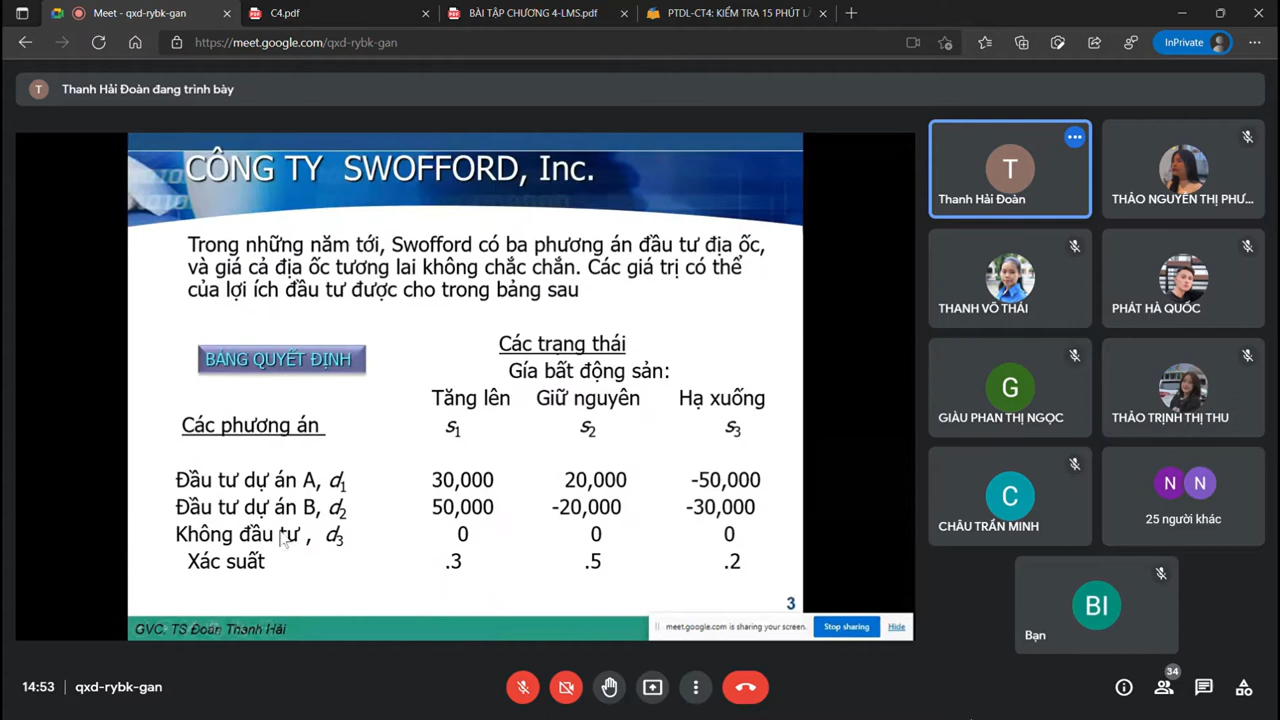 Meet - qxd-rybk-gan
C4.pdf
BÀI TẬP CHƯƠNG 4-LMS.pdf
PTDL-CT4: KIỂM TRA 15 PHÚT L
https://meet.google.com/qxd-rybk-gan
InPrivate
T
Thanh Hải Đoàn đang trình bày
CÔNG TY SWOFFORD, Inc.
Trong những năm tới, Swofford có ba phương án đầu tư địa ốc,
và giá cả địa ốc tương lai không chắc chắn. Các giá trị có thể
của lợi ích đầu tư được cho trong bảng sau
Các trạng thái
BẢNG QUYẾT ĐỊNH
Gía bất động sản:
Tăng lên Giữ nguyên Hạ xuống
Các phương án s1 s2 s3
Đầu tư dự án A, d1 30,000 20,000 -50,000
Đầu tư dự án B, d2 50,000 -20,000 -30,000
Không đầu tư , d3 0 0 0
Xác suất .3 .5 .2
3
GVC, TS Đoàn Thanh Hải
meet.google.com is sharing your screen.
Stop sharing
Hide
T
Thanh Hải Đoàn
THẢO NGUYỄN THỊ PHƯ...
THANH VÕ THÁI
PHÁT HÀ QUỐC
G
GIÀU PHAN THỊ NGỌC
THẢO TRỊNH THỊ THU
C
CHÂU TRẦN MINH
N N
25 người khác
BI
Bạn
14:53 qxd-rybk-gan
34